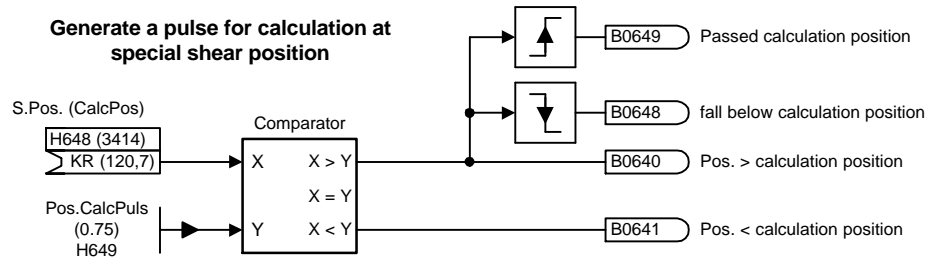 Generate a pulse for calculation at
special shear position
B0649 Passed calculation position
S.Pos. (CalcPos)
B0648 fall below calculation position
Comparator
H648 (3414)
KR (120,7)
X X > Y
B0640 Pos. > calculation position
X = Y
Pos.CalcPuls
(0.75)
H649
Y X < Y
B0641 Pos. < calculation position